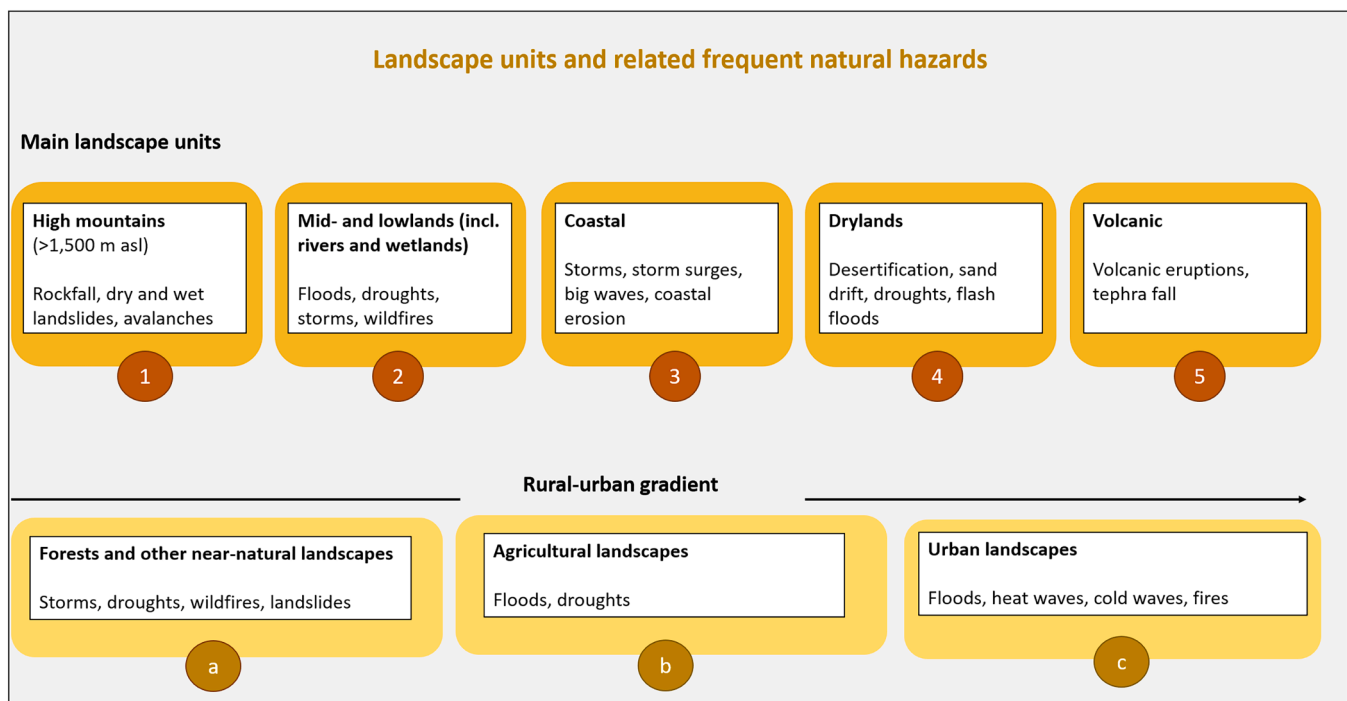 Landscape units and related frequent natural hazards
Main landscape units
High mountains
(>1,500 m asl)
Rockfall, dry and wet
landslides, avalanches
1
Mid- and lowlands (incl.
rivers and wetlands)
Floods, droughts,
storms, wildfires
2
Coastal
Storms, storm surges,
big waves, coastal
erosion
3
Drylands
Desertification, sand
drift, droughts, flash
floods
4
Volcanic
Volcanic eruptions,
tephra fall
5
Rural-urban gradient
Forests and other near-natural landscapes
Storms, droughts, wildfires, landslides
a
Agricultural landscapes
Floods, droughts
b
Urban landscapes
Floods, heat waves, cold waves, fires
c